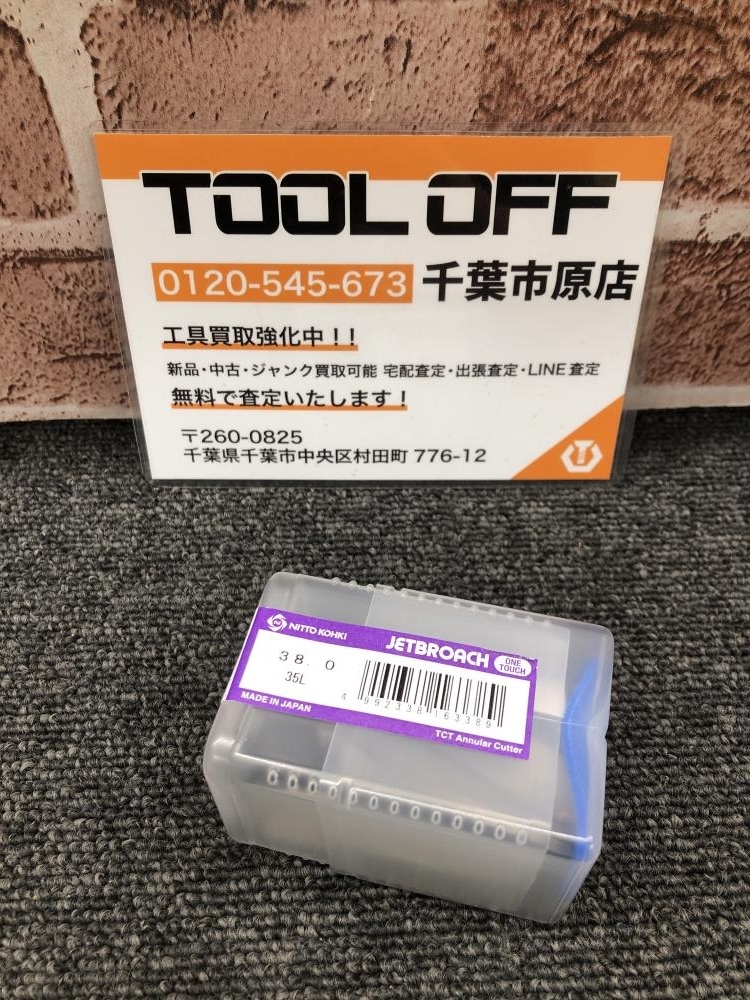 TOOL OFF
0120-545-673 千葉市原店
工具買取強化中！！
新品・中古・ジャンク買取可能 宅配査定・出張査定・LINE査定
無料で査定いたします！
〒260-0825
千葉県千葉市中央区村田町 776-12
NITTO KOHKI JETBROACH ONE TOUCH
38.0
35L
4 992338 163389
MADE IN JAPAN
TCT Annular Cutter